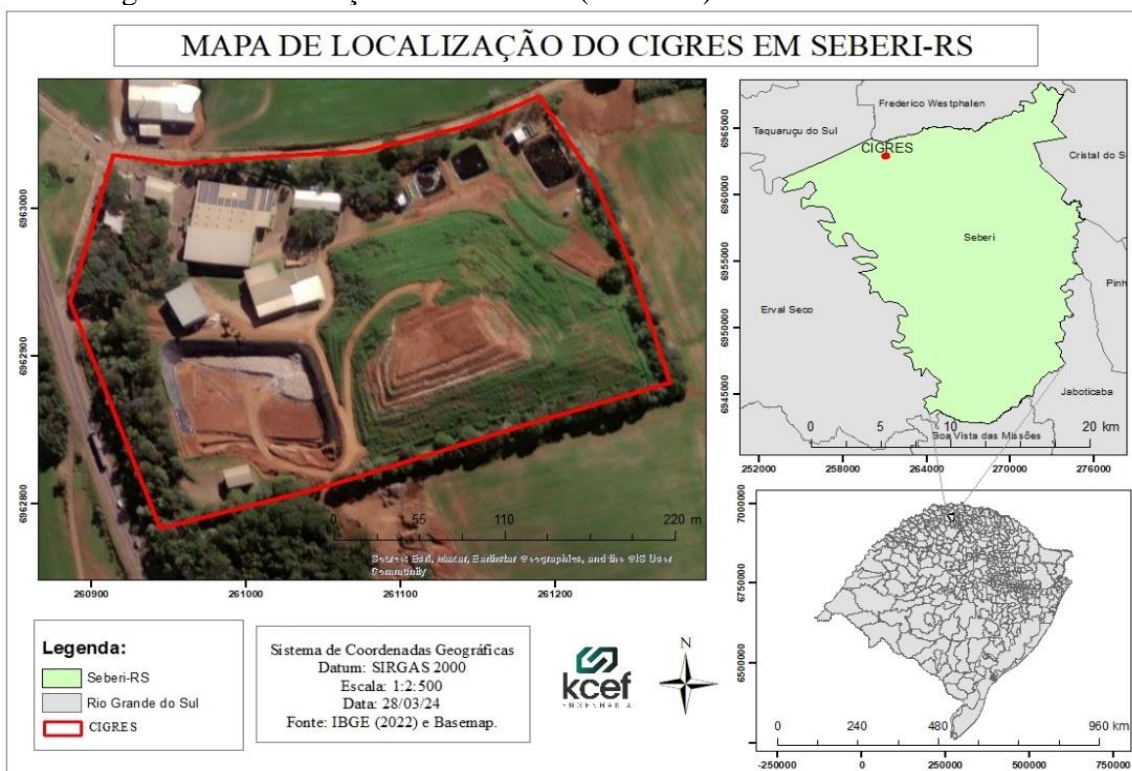 MAPA DE LOCALIZAÇÃO DO CIGRES EM SEBERI-RS
6963000
6962900
6962800
260900
261000
261100
261200
0 55 110 220 m
Source: Esri, Maxar, Earthstar Geographics, and the GIS User
Community
Frederico Westphalen
Taquaruçu do Sul
CIGRES
Cristal do S
Seberi
Pinh
Erval Seco
Jaboticaba
Boa Vista das Missões
0 5 10 20 km
6965000
6960000
6955000
6950000
6945000
252000
258000
264000
270000
276000
7000000
6750000
6500000
0 240 480 960 km
-250000
0
250000
500000
750000
Legenda:
Seberi-RS
Rio Grande do Sul
CIGRES
Sistema de Coordenadas Geográficas
Datum: SIRGAS 2000
Escala: 1:2:500
Data: 28/03/24
Fonte: IBGE (2022) e Basemap.
kcef
ENGENHARIA
N